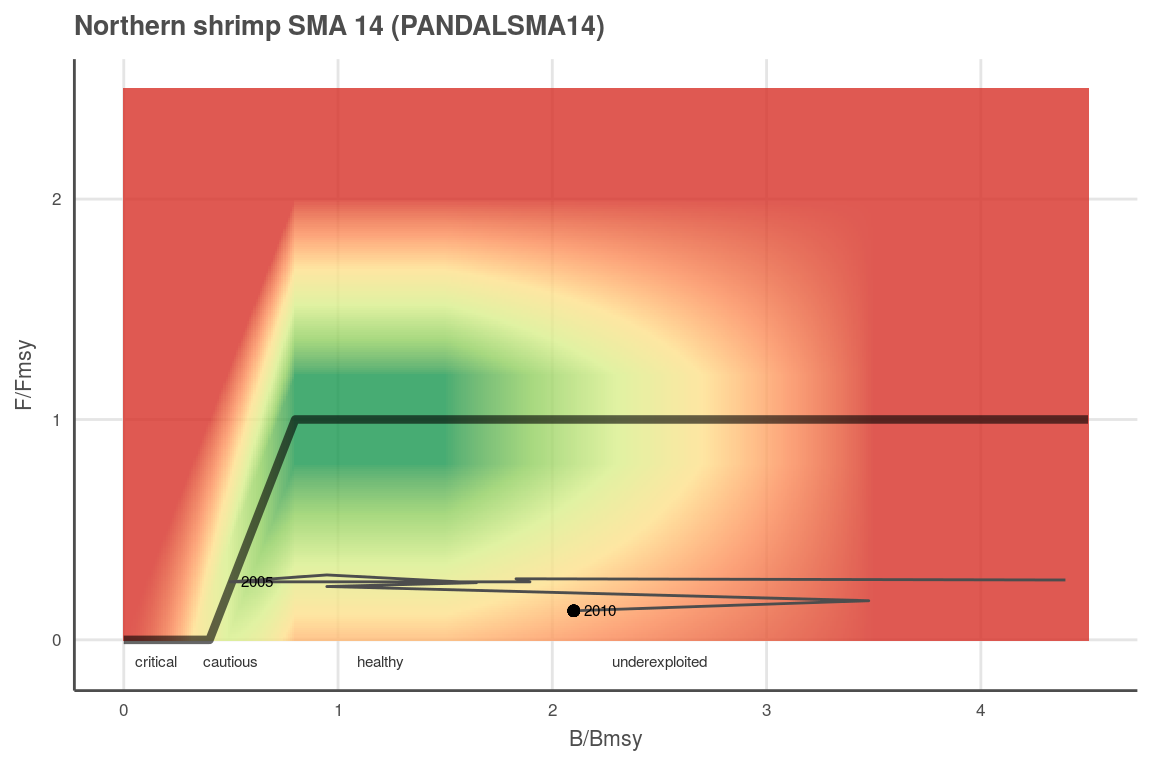 Northern shrimp SMA 14 (PANDALSMA14)
F/Fmsy
2
1
0
2005
2010
critical cautious healthy underexploited
0 1 2 3 4
B/Bmsy